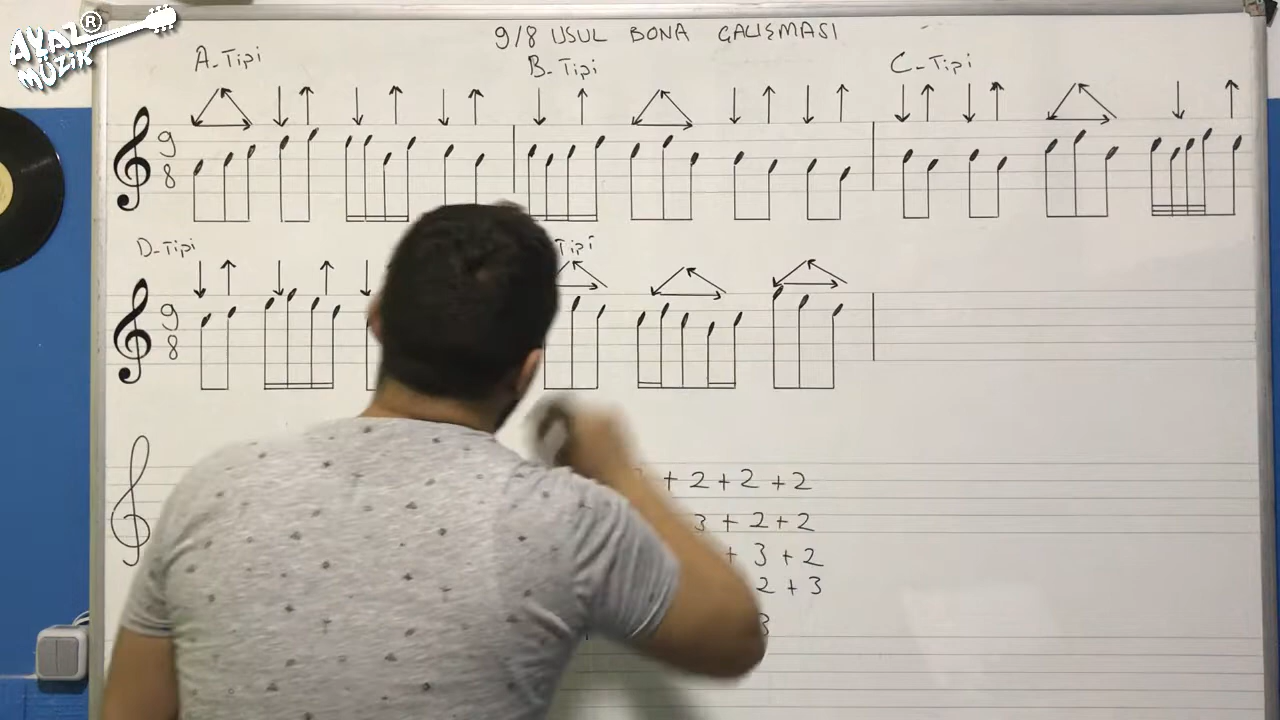 AYAZ®
MÜZİK
9/8 USUL BONA ÇALIŞMASI
A-Tipi
B-Tipi
C-Tipi
9
8
D-Tipi
Tipi
9
8
+ 2 + 2 + 2
3 + 2 + 2
+ 3 + 2
2 + 3
3